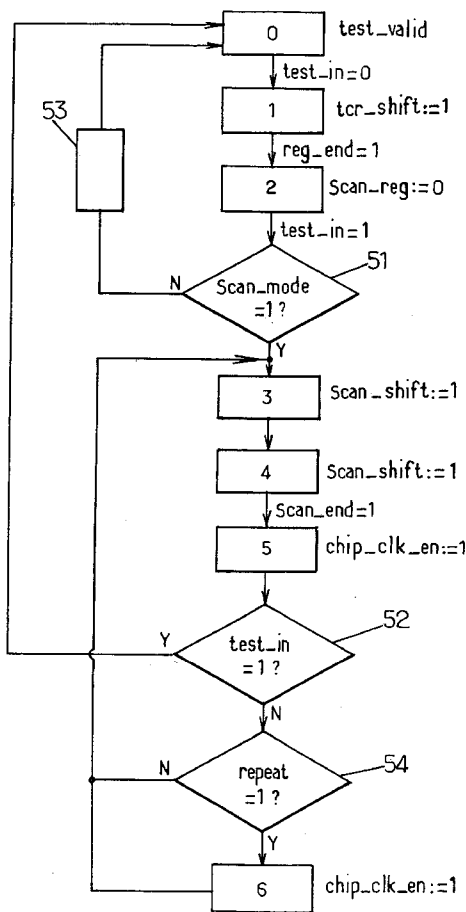 0 test_valid
test_in=0
53
1 tcr_shift:=1
reg_end=1
2 Scan_reg:=0
test_in=1
51
N Scan_mode
=1?
Y
3 Scan_shift:=1
4 Scan_shift:=1
Scan_end=1
5 chip_clk_en:=1
52
Y test_in
=1?
N
54
N repeat
=1?
Y
6 chip_clk_en:=1